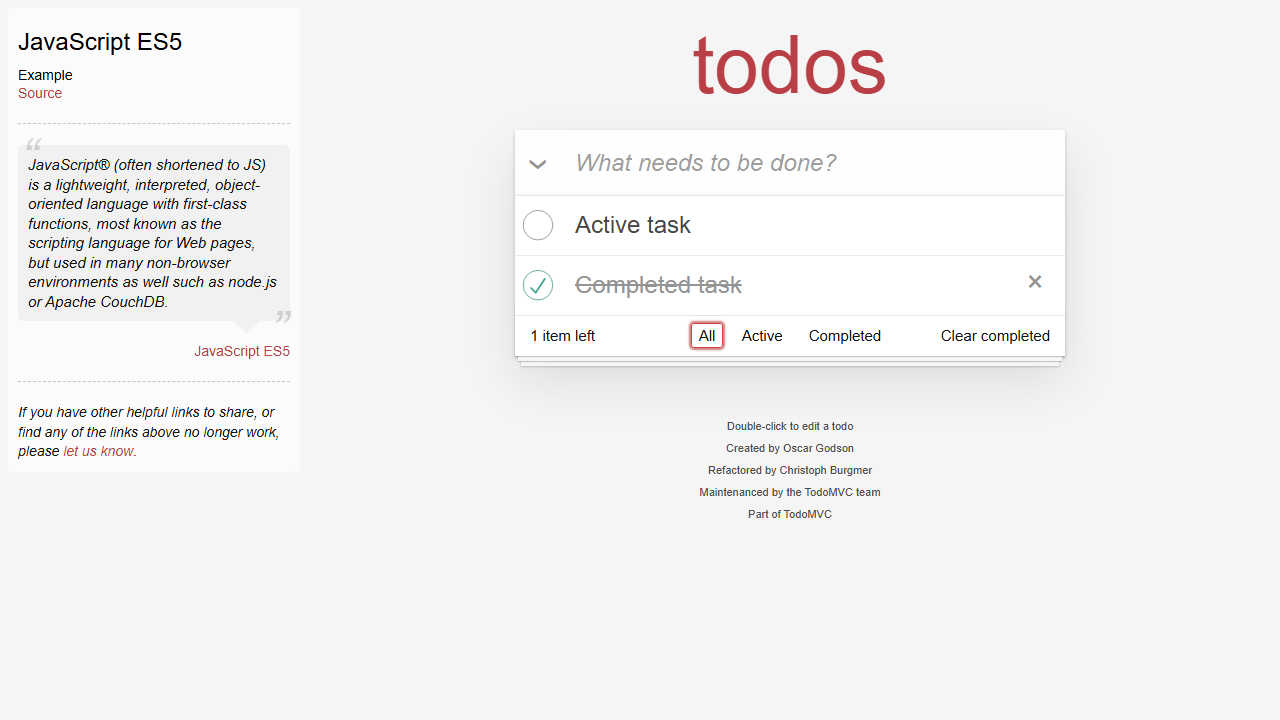 JavaScript ES5
Example
Source
“
JavaScript® (often shortened to JS)
is a lightweight, interpreted, object-
oriented language with first-class
functions, most known as the
scripting language for Web pages,
but used in many non-browser
environments as well such as node.js
or Apache CouchDB.
”
JavaScript ES5
If you have other helpful links to share, or
find any of the links above no longer work,
please let us know.
todos
What needs to be done?
Active task
Completed task ×
1 item left All Active Completed Clear completed
Double-click to edit a todo
Created by Oscar Godson
Refactored by Christoph Burgmer
Maintenanced by the TodoMVC team
Part of TodoMVC